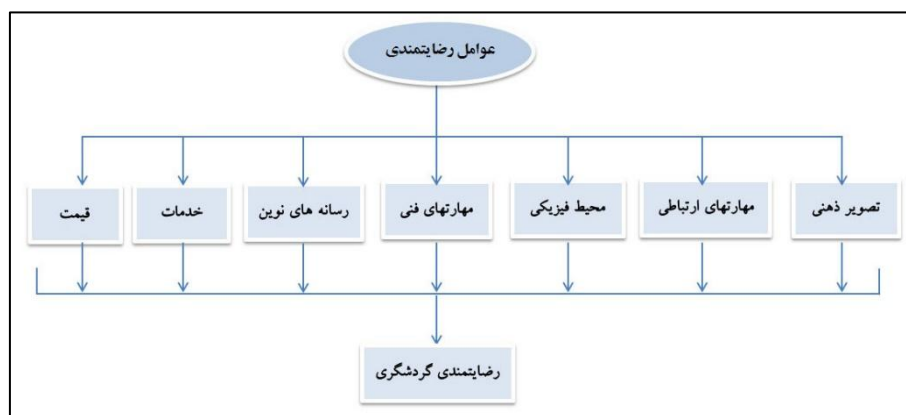 عوامل رضایتمندی
تصویر ذهنی
مهارتهای ارتباطی
محیط فیزیکی
مهارتهای فنی
رسانه های نوین
خدمات
قیمت
رضایتمندی گردشگری